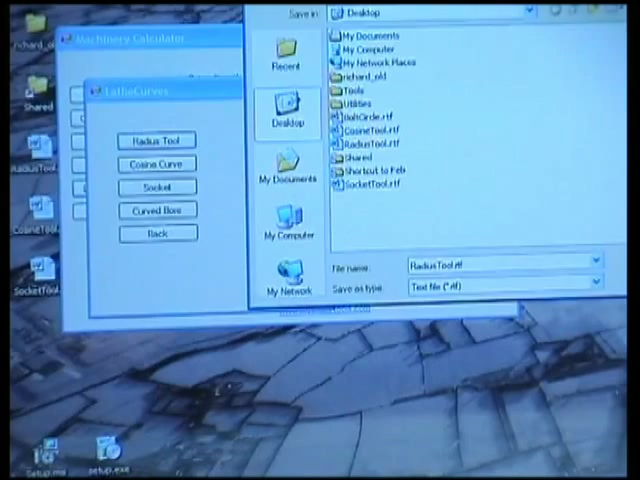 Save in:
Desktop
richard_old
Machinery Calculator
My Documents
My Computer
My Network Places
richard_old
Tools
Utilities
BoltCircle.rtf
CosineTool.rtf
RadiusTool.rtf
Shared
Shortcut to Feb
SocketTool.rtf
Recent
Desktop
My Documents
My Computer
My Network
File name:
RadiusTool.rtf
Save as type:
Text file (*.rtf)
LatheCurves
Radius Tool
Cosine Curve
Socket
Curved Bore
Back
Shared
RadiusTool
CosineTool
SocketTool
Setup.msi
setup.exe